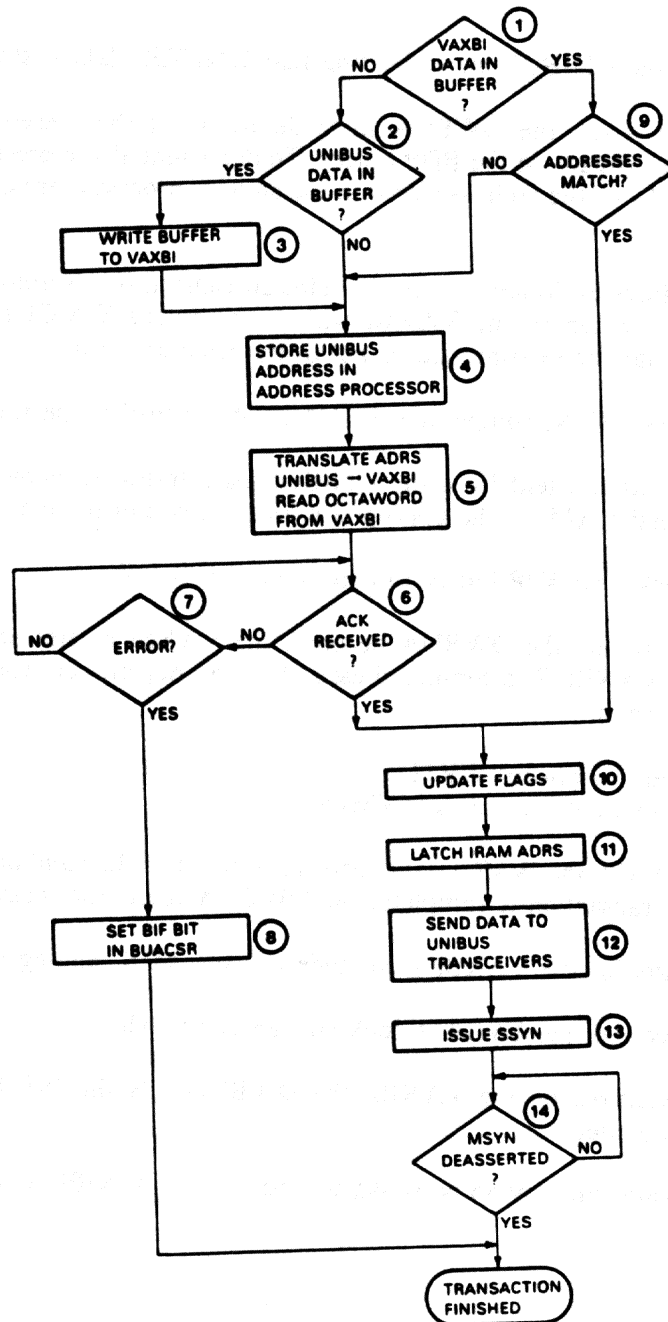 1
VAXBI
DATA IN
BUFFER
?
NO
YES
2
UNIBUS
DATA IN
BUFFER
?
YES
NO
9
ADDRESSES
MATCH?
NO
YES
WRITE BUFFER
TO VAXBI
3
STORE UNIBUS
ADDRESS IN
ADDRESS PROCESSOR
4
TRANSLATE ADRS
UNIBUS → VAXBI
READ OCTAWORD
FROM VAXBI
5
6
ACK
RECEIVED
?
NO
YES
7
ERROR?
NO
YES
SET BIF BIT
IN BUACSR
8
UPDATE FLAGS
10
LATCH IRAM ADRS
11
SEND DATA TO
UNIBUS
TRANSCEIVERS
12
ISSUE SSYN
13
14
MSYN
DEASSERTED
?
NO
YES
TRANSACTION
FINISHED